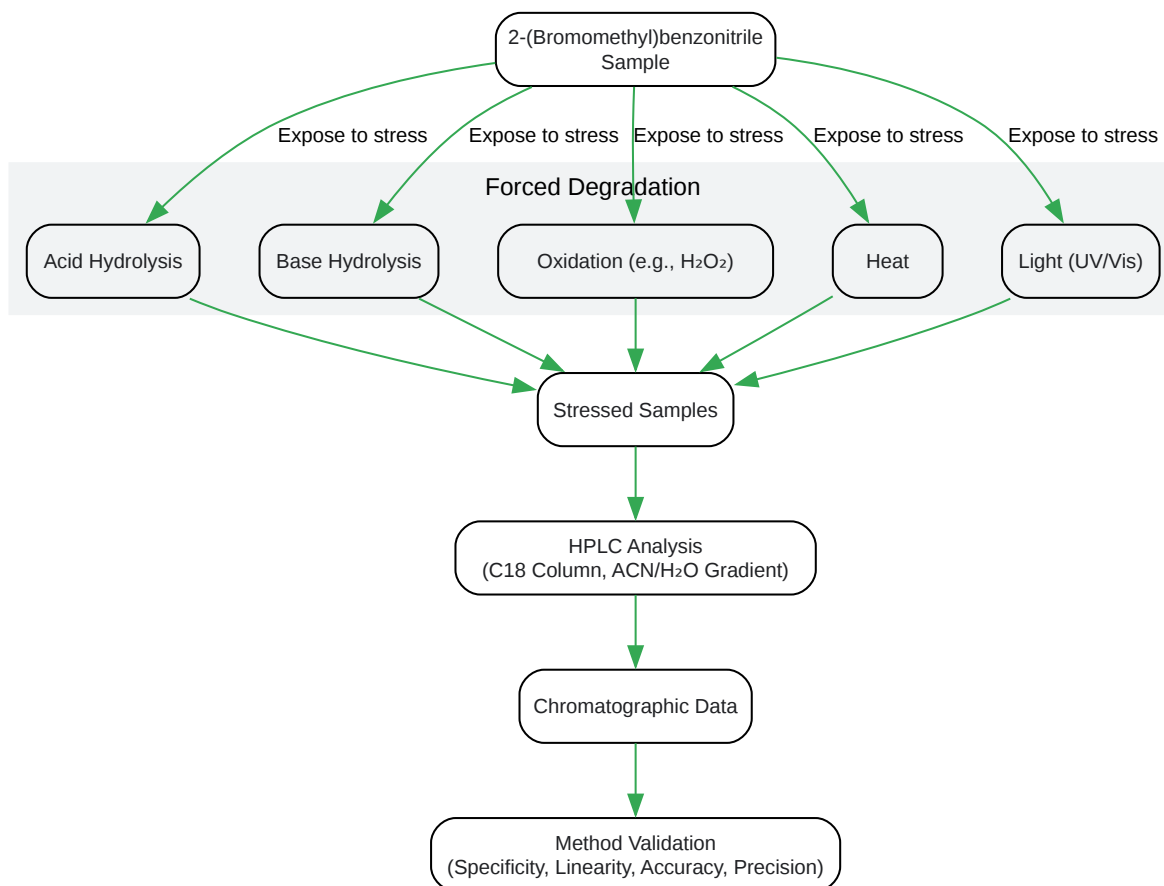 2-(Bromomethyl)benzonitrile
Sample
Expose to stress
Expose to stress
Expose to stress
Expose to stress
Expose to stress
Forced Degradation
Acid Hydrolysis
Base Hydrolysis
Oxidation (e.g., H₂O₂)
Heat
Light (UV/Vis)
Stressed Samples
HPLC Analysis
(C18 Column, ACN/H₂O Gradient)
Chromatographic Data
Method Validation
(Specificity, Linearity, Accuracy, Precision)